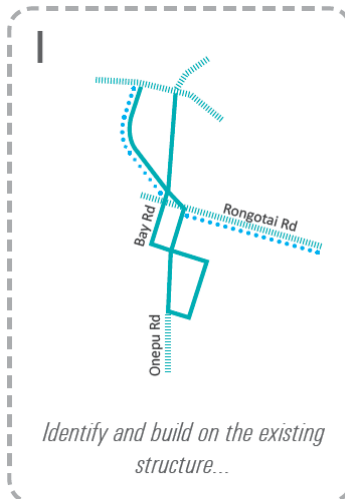 I
Rongotai Rd
Bay Rd
Onepu Rd
Identify and build on the existing
structure...